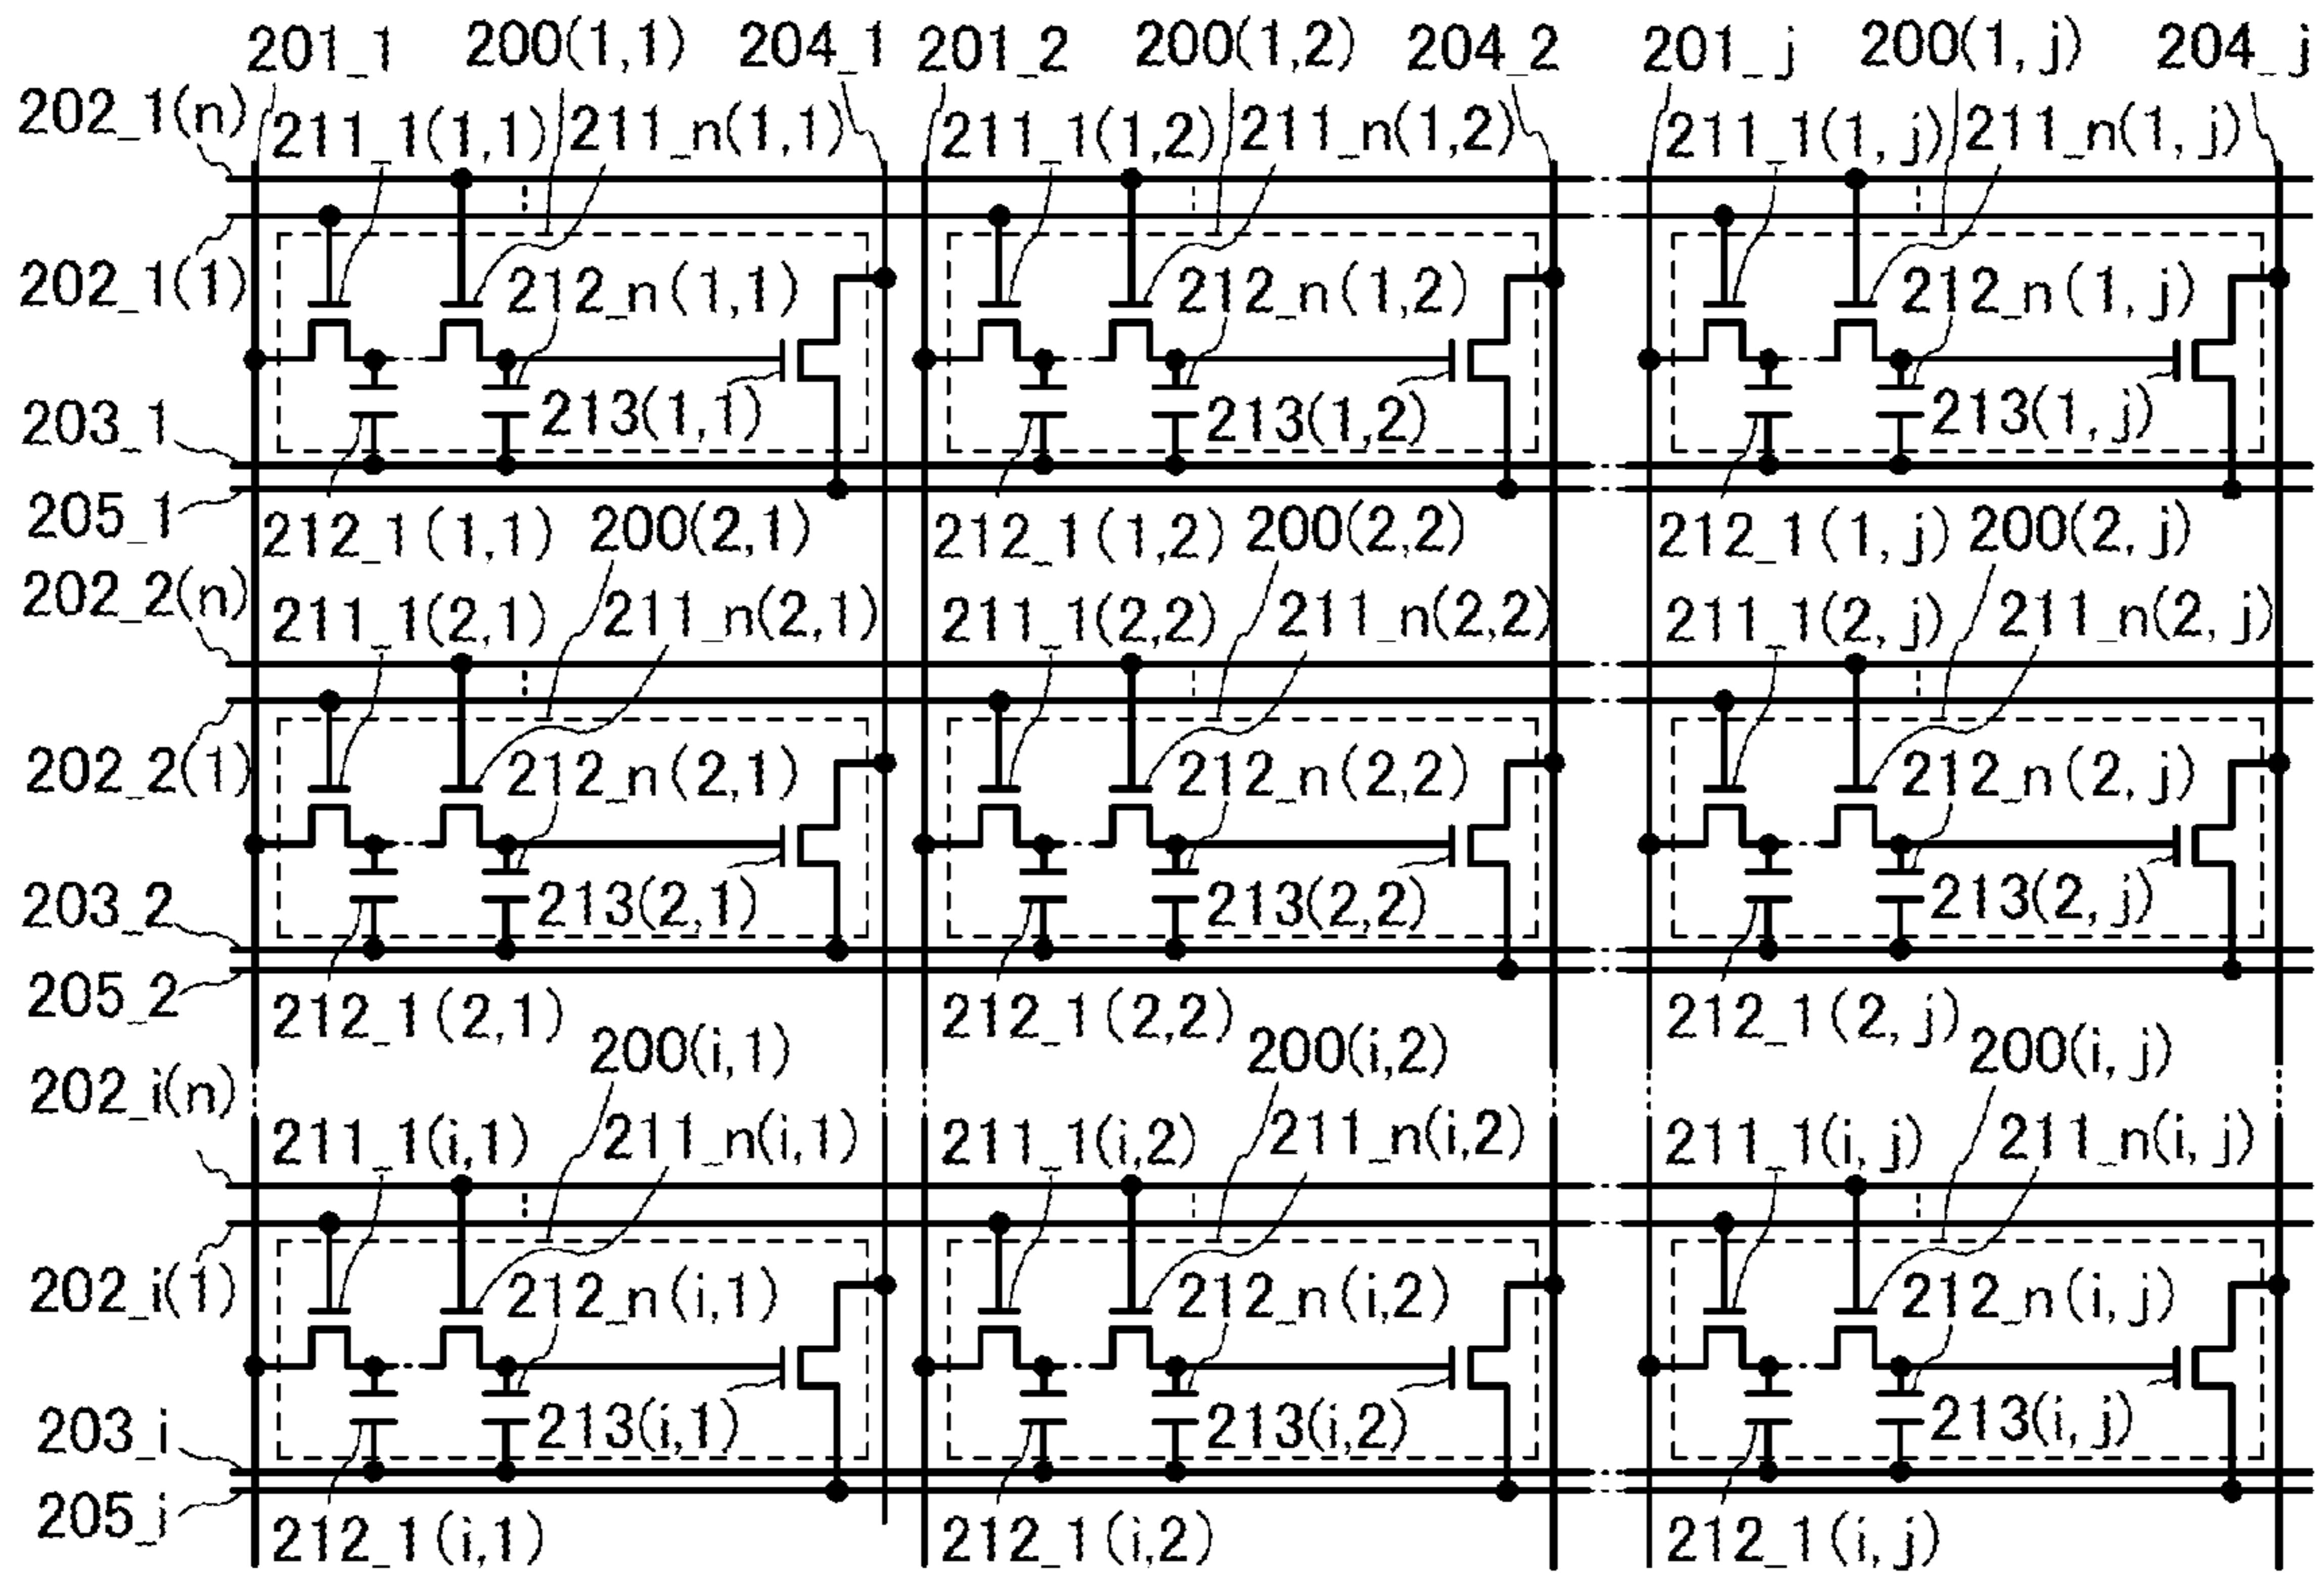 201_1 200(1,1) 204_1 201_2 200(1,2) 204_2 201_j 200(1, j) 204_j
202_1(n) 211_1(1,1) 211_n(1,1) 211_1(1,2) 211_n(1,2) 211_1(1, j) 211_n(1, j)
202_1(1) 212_n(1,1) 212_n(1,2) 212_n(1, j)
203_1 213(1,1) 213(1,2) 213(1, j)
205_1 212_1(1,1) 200(2,1) 212_1(1,2) 200(2,2) 212_1(1, j) 200(2, j)
202_2(n) 211_1(2,1) 211_n(2,1) 211_1(2,2) 211_n(2,2) 211_1(2, j) 211_n(2, j)
202_2(1) 212_n(2,1) 212_n(2,2) 212_n(2, j)
203_2 213(2,1) 213(2,2) 213(2, j)
205_2 212_1(2,1) 212_1(2,2) 212_1(2, j)
200(i,1) 200(i,2) 200(i, j)
202_i(n) 211_1(i,1) 211_n(i,1) 211_1(i,2) 211_n(i,2) 211_1(i, j) 211_n(i, j)
202_i(1) 212_n(i,1) 212_n(i,2) 212_n(i, j)
203_i 213(i,1) 213(i,2) 213(i, j)
205_j 212_1(i,1) 212_1(i,2) 212_1(i, j)